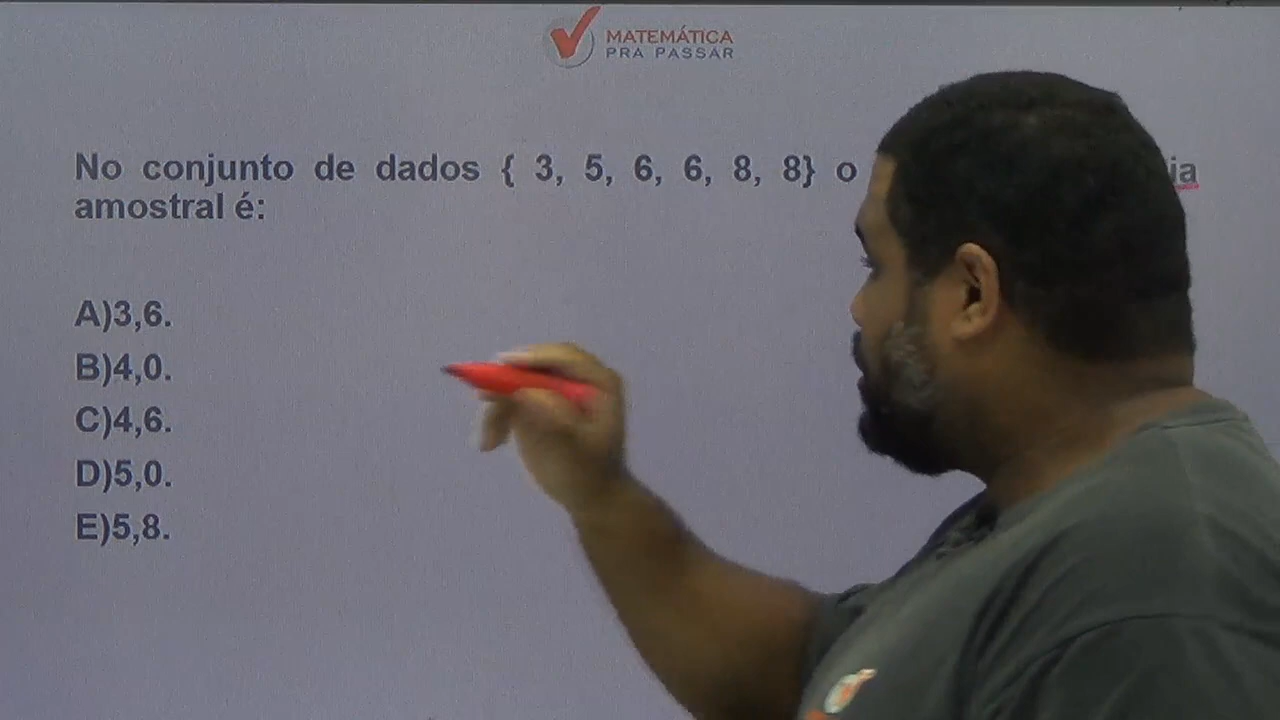 MATEMÁTICA
PRA PASSAR
No conjunto de dados { 3, 5, 6, 6, 8, 8} o
amostral é:
A)3,6.
B)4,0.
C)4,6.
D)5,0.
E)5,8.